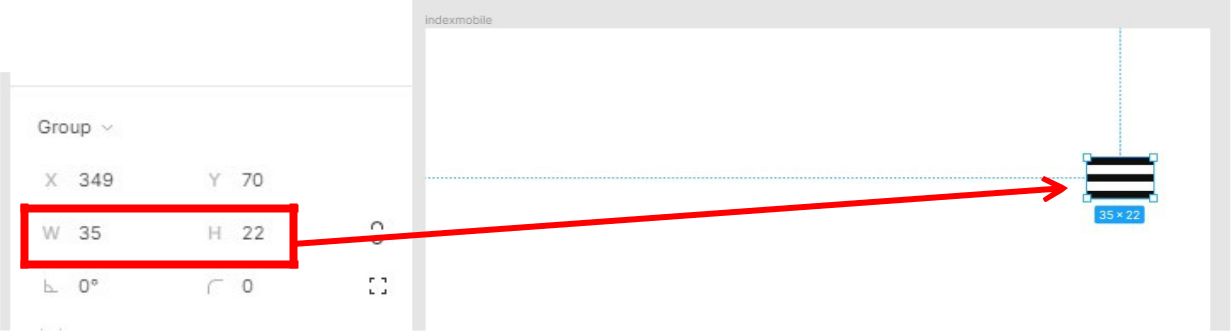 indexmobile
Group
X 349 Y 70
W 35 H 22
0° 0
35 × 22